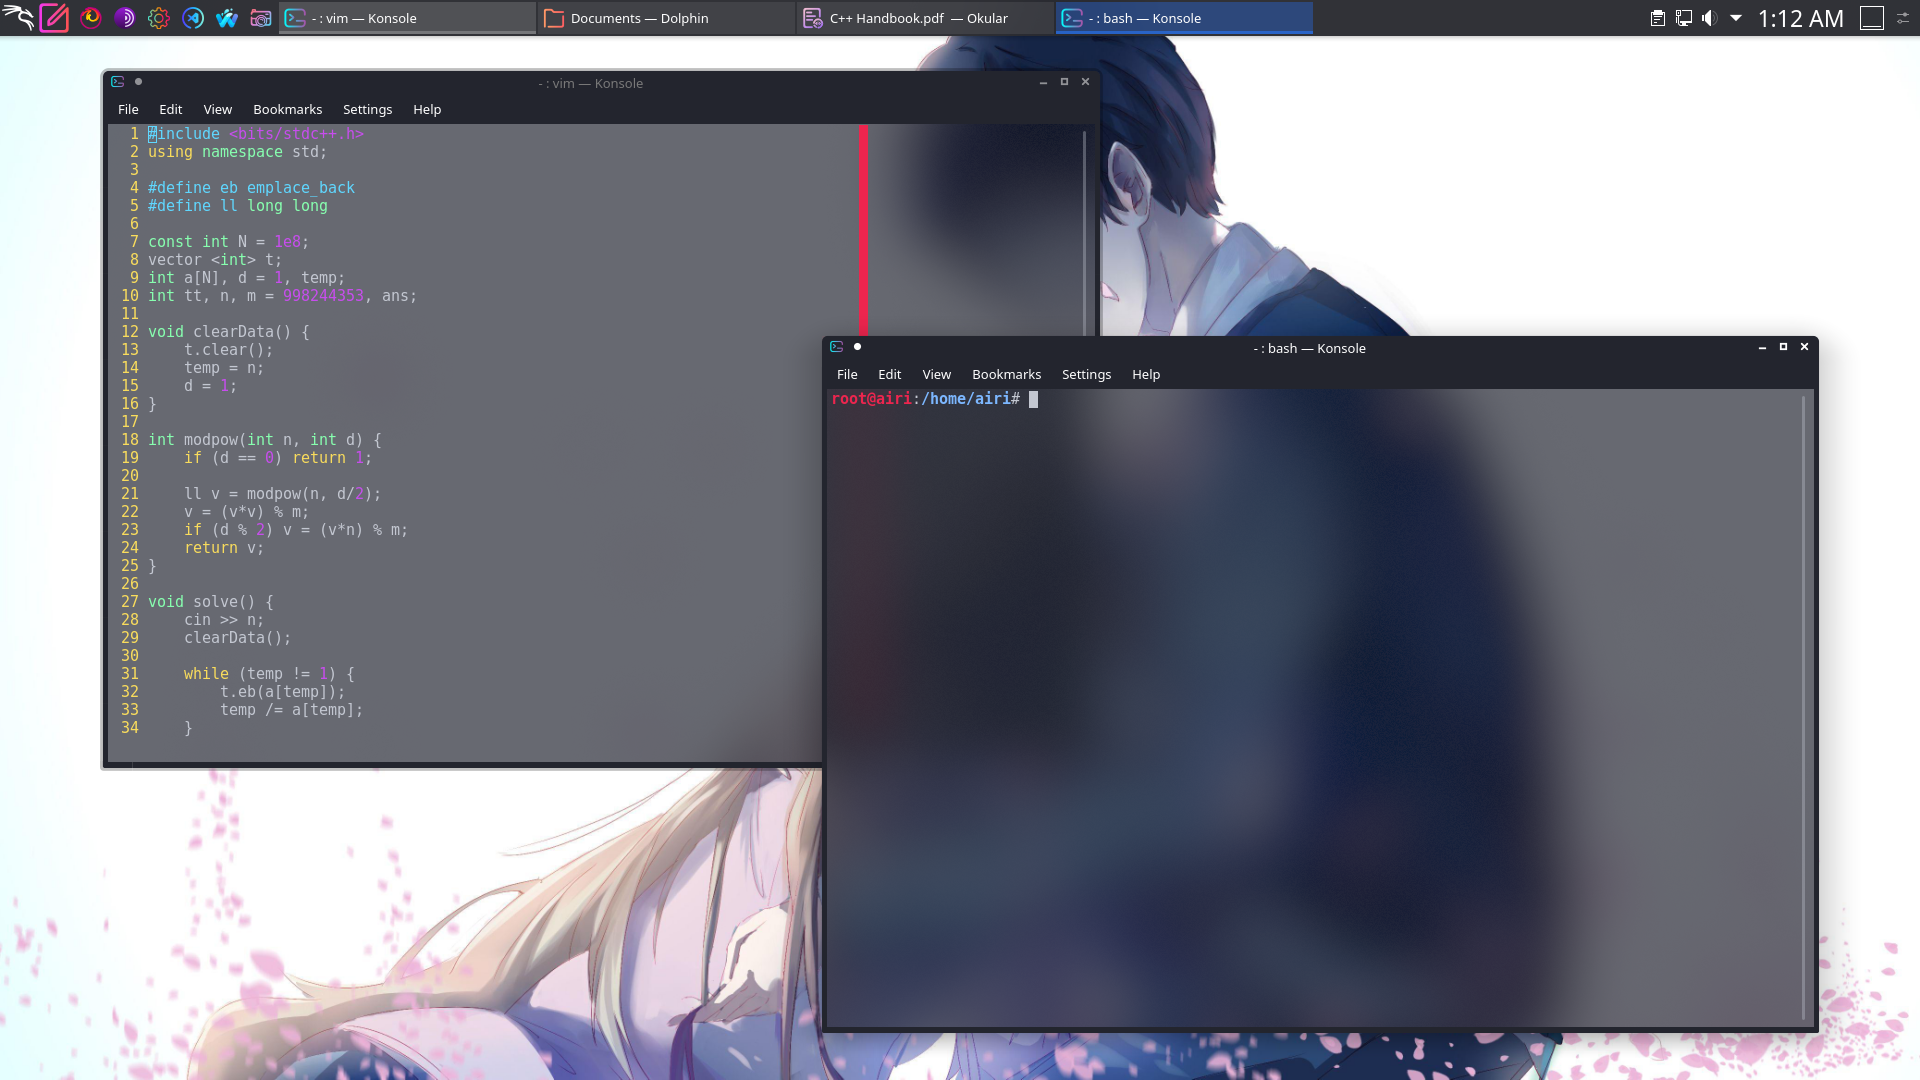 - : vim — Konsole
Documents — Dolphin
C++ Handbook.pdf — Okular
- : bash — Konsole
1:12 AM
- : vim — Konsole
File Edit View Bookmarks Settings Help
1 #include <bits/stdc++.h>
2 using namespace std;
3
4 #define eb emplace_back
5 #define ll long long
6
7 const int N = 1e8;
8 vector <int> t;
9 int a[N], d = 1, temp;
10 int tt, n, m = 998244353, ans;
11
12 void clearData() {
13     t.clear();
14     temp = n;
15     d = 1;
16 }
17
18 int modpow(int n, int d) {
19     if (d == 0) return 1;
20
21     ll v = modpow(n, d/2);
22     v = (v*v) % m;
23     if (d % 2) v = (v*n) % m;
24     return v;
25 }
26
27 void solve() {
28     cin >> n;
29     clearData();
30
31     while (temp != 1) {
32         t.eb(a[temp]);
33         temp /= a[temp];
34     }
- : bash — Konsole
File Edit View Bookmarks Settings Help
root@airi:/home/airi#